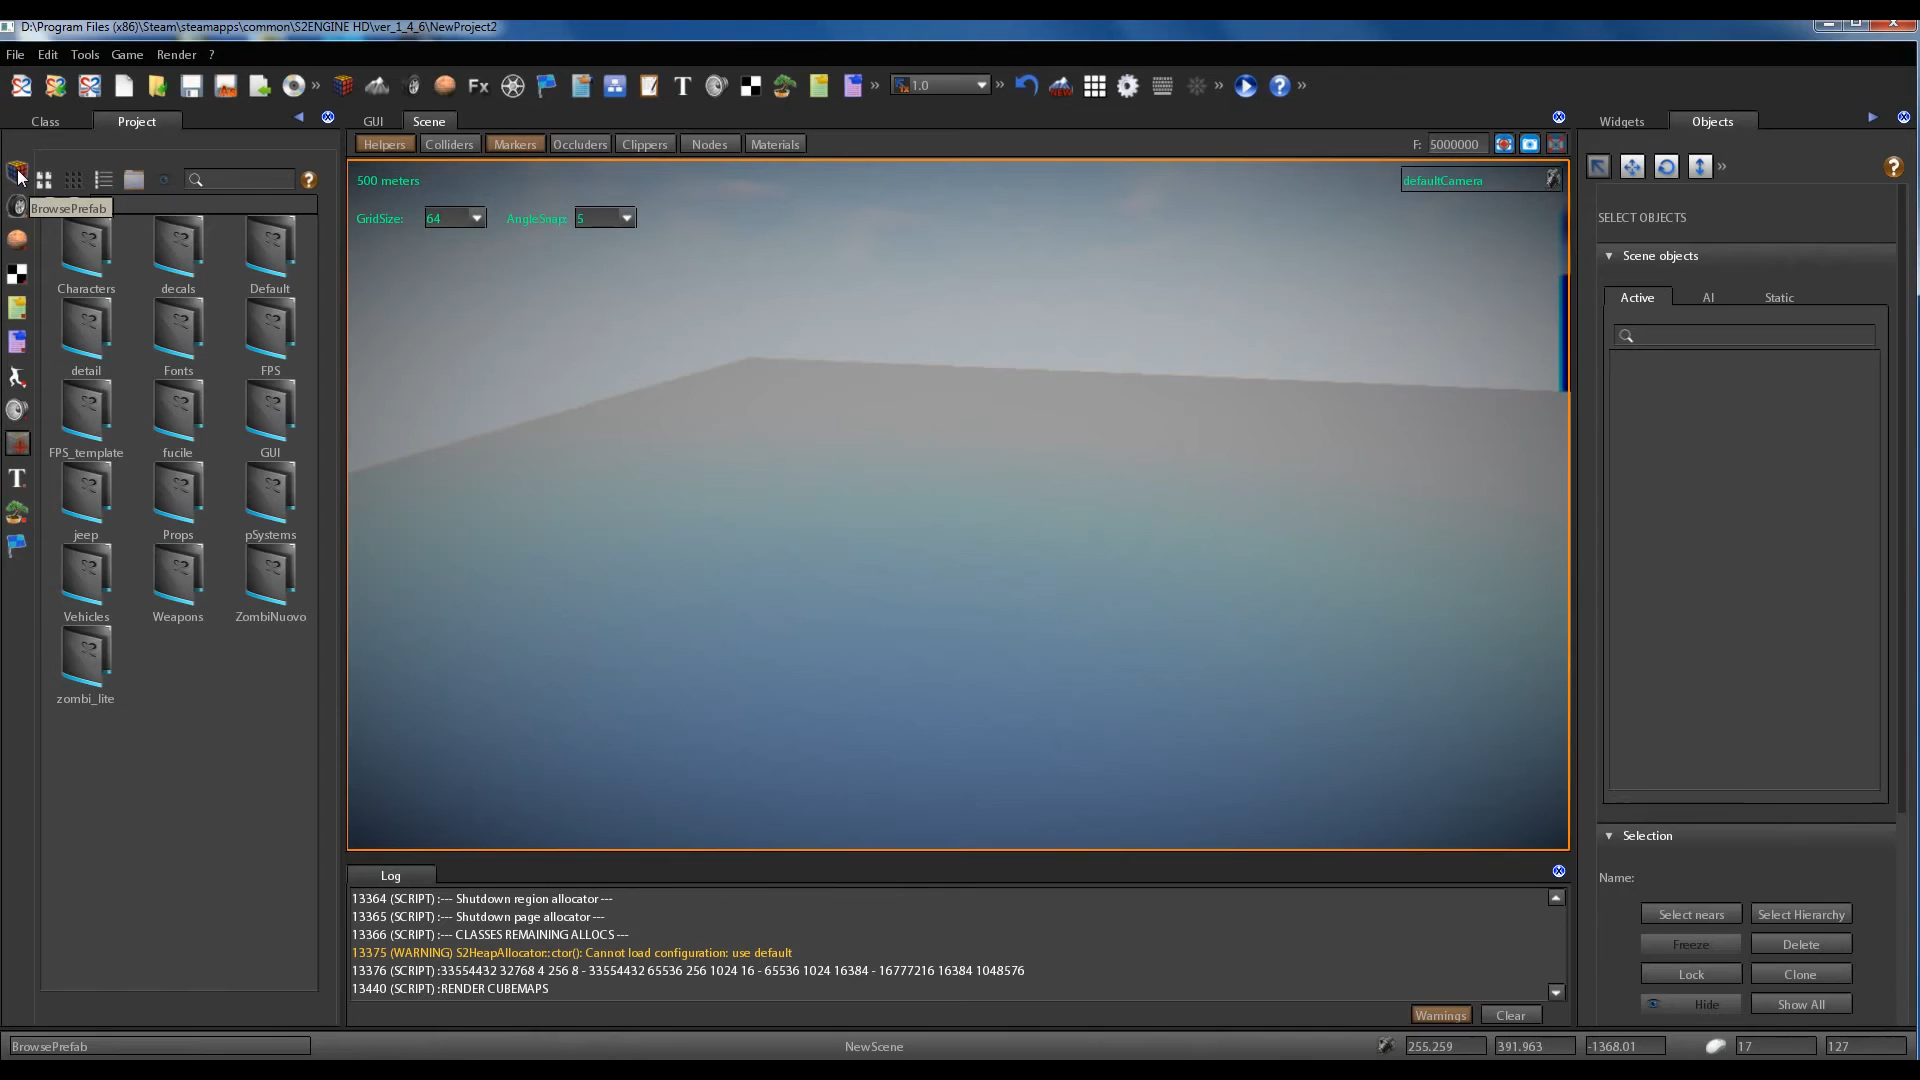 D:\Program Files (x86)\Steam\steamapps\common\S2ENGINE HD\ver_1_4_6\NewProject2
File Edit Tools Game Render ?
Fx T 1.0
Class Project GUI Scene Widgets Objects
Helpers Colliders Markers Occluders Clippers Nodes Materials F: 5000000
500 meters defaultCamera
BrowsePrefab
GridSize: 64 AngleSnap: 5
SELECT OBJECTS
Scene objects
Active AI Static
Characters decals Default
detail Fonts FPS
FPS_template fucile GUI
jeep Props pSystems
Vehicles Weapons ZombiNuovo
zombi_lite
Selection
Name:
Select nears Select Hierarchy
Freeze Delete
Lock Clone
Hide Show All
Log
13364 (SCRIPT) :--- Shutdown region allocator ---
13365 (SCRIPT) :--- Shutdown page allocator ---
13366 (SCRIPT) :--- CLASSES REMAINING ALLOCS ---
13375 (WARNING) S2HeapAllocator::ctor(): Cannot load configuration: use default
13376 (SCRIPT) :33554432 32768 4 256 8 - 33554432 65536 256 1024 16 - 65536 1024 16384 - 16777216 16384 1048576
13440 (SCRIPT) :RENDER CUBEMAPS
Warnings Clear
BrowsePrefab NewScene 255.259 391.963 -1368.01 17 127